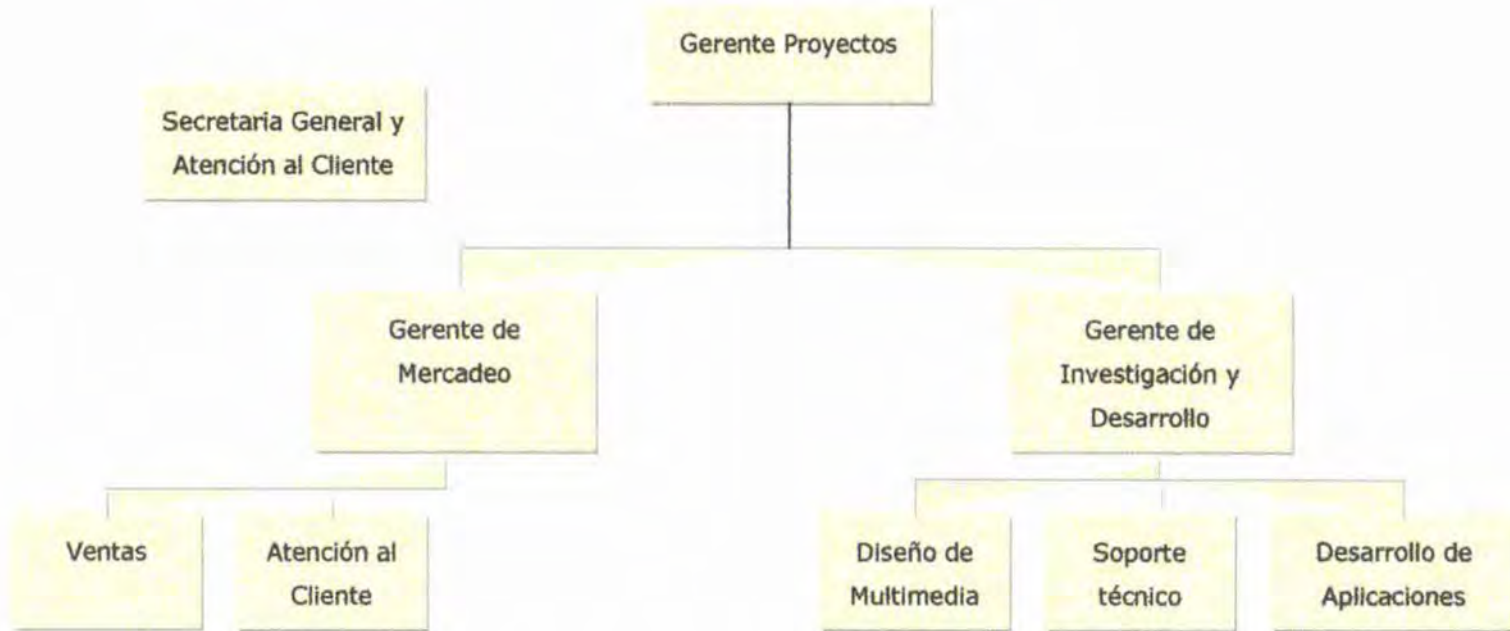 Gerente Proyectos
Secretaria General y
Atención al Cliente
Gerente de
Mercadeo
Gerente de
Investigación y
Desarrollo
Ventas
Atención al
Cliente
Diseño de
Multimedia
Soporte
técnico
Desarrollo de
Aplicaciones